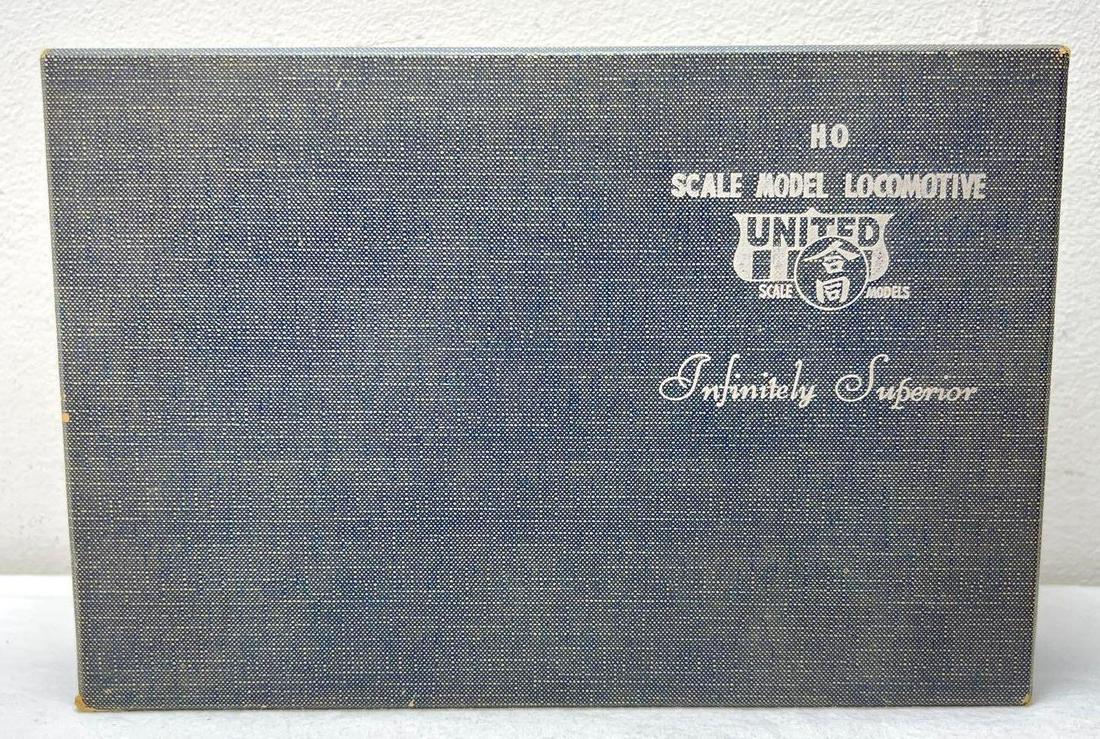 HO
SCALE MODEL LOCOMOTIVE
UNITED
合同
SCALE MODELS
Infinitely Superior